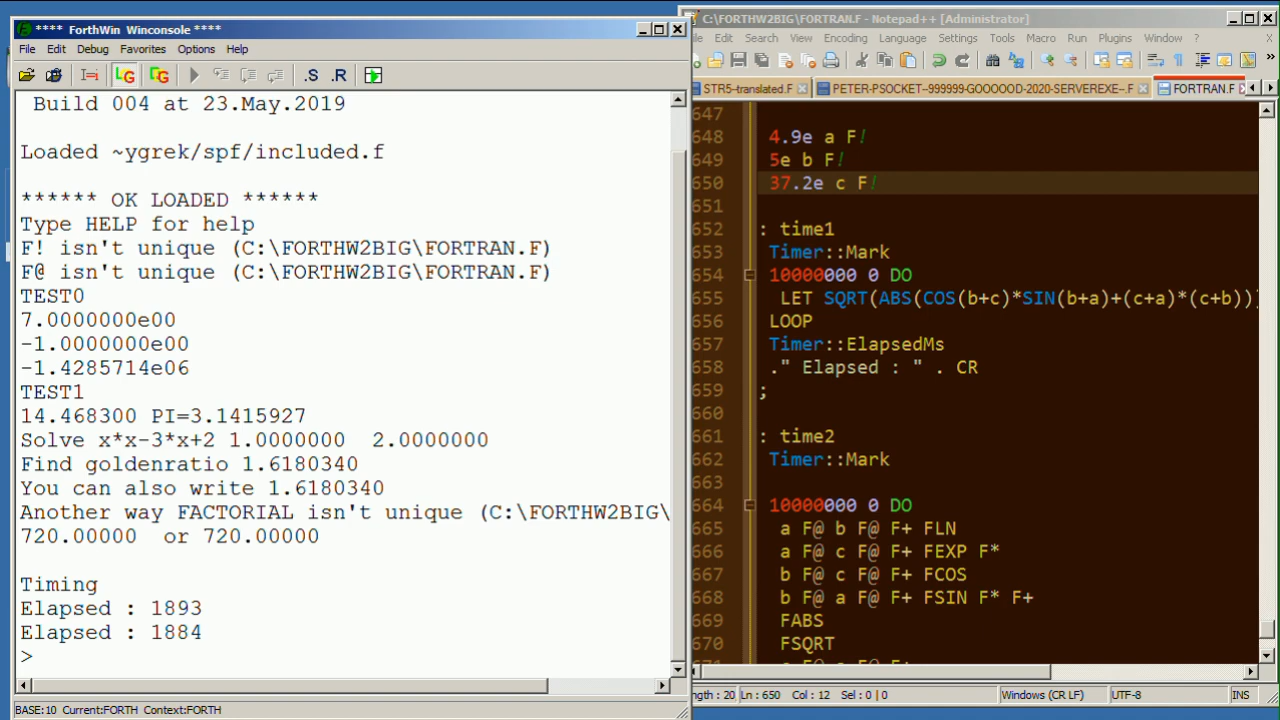 **** ForthWin Winconsole ****
File Edit Debug Favorites Options Help
.S .R
Build 004 at 23.May.2019
Loaded ~ygrek/spf/included.f
****** OK LOADED ******
Type HELP for help
F! isn't unique (C:\FORTHW2BIG\FORTRAN.F)
F@ isn't unique (C:\FORTHW2BIG\FORTRAN.F)
TEST0
7.0000000e00
-1.0000000e00
-1.4285714e06
TEST1
14.468300 PI=3.1415927
Solve x*x-3*x+2 1.0000000  2.0000000
Find goldenratio 1.6180340
You can also write 1.6180340
Another way FACTORIAL isn't unique (C:\FORTHW2BIG\
720.00000  or 720.00000
Timing
Elapsed : 1893
Elapsed : 1884
>
BASE:10 Current:FORTH Context:FORTH
C:\FORTHW2BIG\FORTRAN.F - Notepad++ [Administrator]
Edit Search View Encoding Language Settings Tools Macro Run Plugins Window ? X
STR5-translated.F PETER-PSOCKET--999999-GOOOOOD-2020-SERVEREXE--.F FORTRAN.F
647
648 4.9e a F!
649 5e b F!
650 37.2e c F!
651
652 : time1
653 Timer::Mark
654 10000000 0 DO
655 LET SQRT(ABS(COS(b+c)*SIN(b+a)+(c+a)*(c+b)))
656 LOOP
657 Timer::ElapsedMs
658 ." Elapsed : " . CR
659 ;
660
661 : time2
662 Timer::Mark
663
664 10000000 0 DO
665 a F@ b F@ F+ FLN
666 a F@ c F@ F+ FEXP F*
667 b F@ c F@ F+ FCOS
668 b F@ a F@ F+ FSIN F* F+
669 FABS
670 FSQRT
ngth : 20 Ln : 650 Col : 12 Sel : 0 | 0 Windows (CR LF) UTF-8 INS